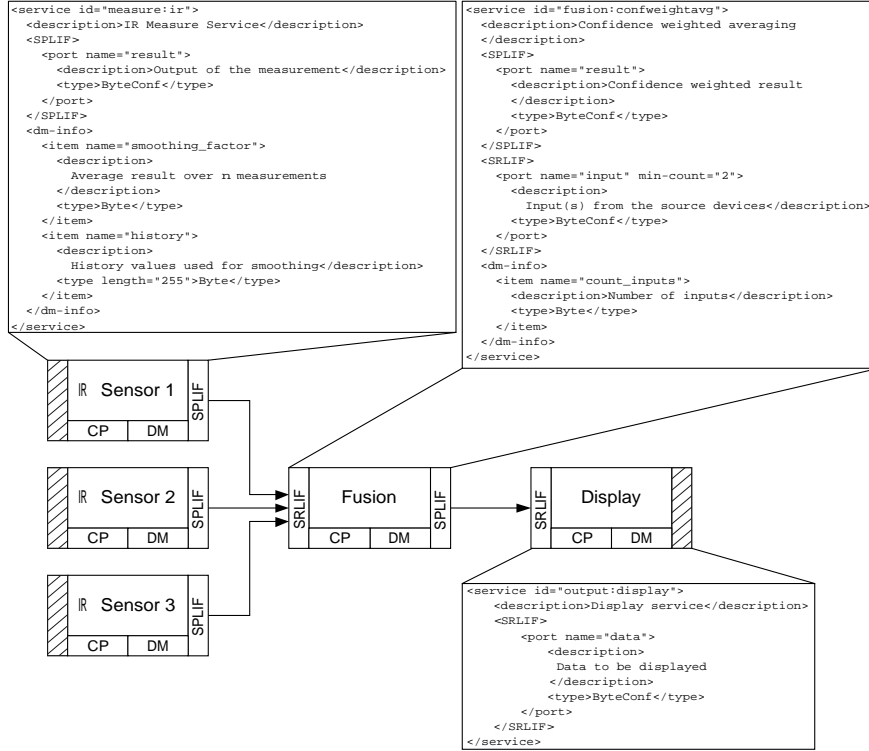 <service id="measure:ir">
<description>IR Measure Service</description>
<SPLIF>
<port name="result">
<description>Output of the measurement</description>
<type>ByteConf</type>
</port>
</SPLIF>
<dm-info>
<item name="smoothing_factor">
<description>
Average result over n measurements
</description>
<type>Byte</type>
</item>
<item name="history">
<description>
History values used for smoothing</description>
<type length="255">Byte</type>
</item>
</dm-info>
</service>
<service id="fusion:confweightavg">
<description>Confidence weighted averaging
</description>
<SPLIF>
<port name="result">
<description>Confidence weighted result
</description>
<type>ByteConf</type>
</port>
</SPLIF>
<SRLIF>
<port name="input" min-count="2">
<description>
Input(s) from the source devices</description>
<type>ByteConf</type>
</port>
</SRLIF>
<dm-info>
<item name="count_inputs">
<description>Number of inputs</description>
<type>Byte</type>
</item>
</dm-info>
</service>
IR Sensor 1
SPLIF
CP DM
IR Sensor 2
SPLIF
CP DM
IR Sensor 3
SPLIF
CP DM
SRLIF
Fusion
SPLIF
CP DM
SRLIF
Display
CP DM
<service id="output:display">
<description>Display service</description>
<SRLIF>
<port name="data">
<description>
Data to be displayed
</description>
<type>ByteConf</type>
</port>
</SRLIF>
</service>